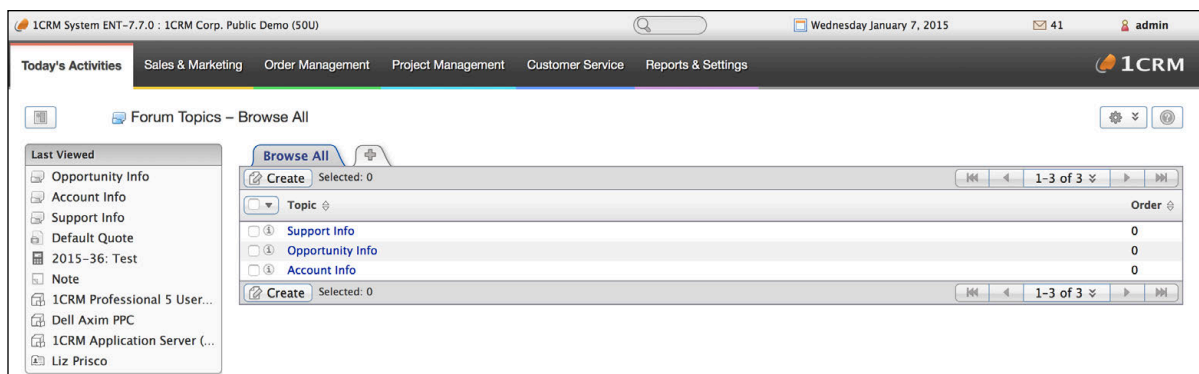 1CRM System ENT-7.7.0 : 1CRM Corp. Public Demo (50U) Wednesday January 7, 2015 41 admin
Today's Activities Sales & Marketing Order Management Project Management Customer Service Reports & Settings 1CRM
Forum Topics – Browse All
Last Viewed
Opportunity Info
Account Info
Support Info
Default Quote
2015-36: Test
Note
1CRM Professional 5 User...
Dell Axim PPC
1CRM Application Server (...
Liz Prisco
Browse All
Create Selected: 0 1-3 of 3
Topic Order
Support Info 0
Opportunity Info 0
Account Info 0
Create Selected: 0 1-3 of 3